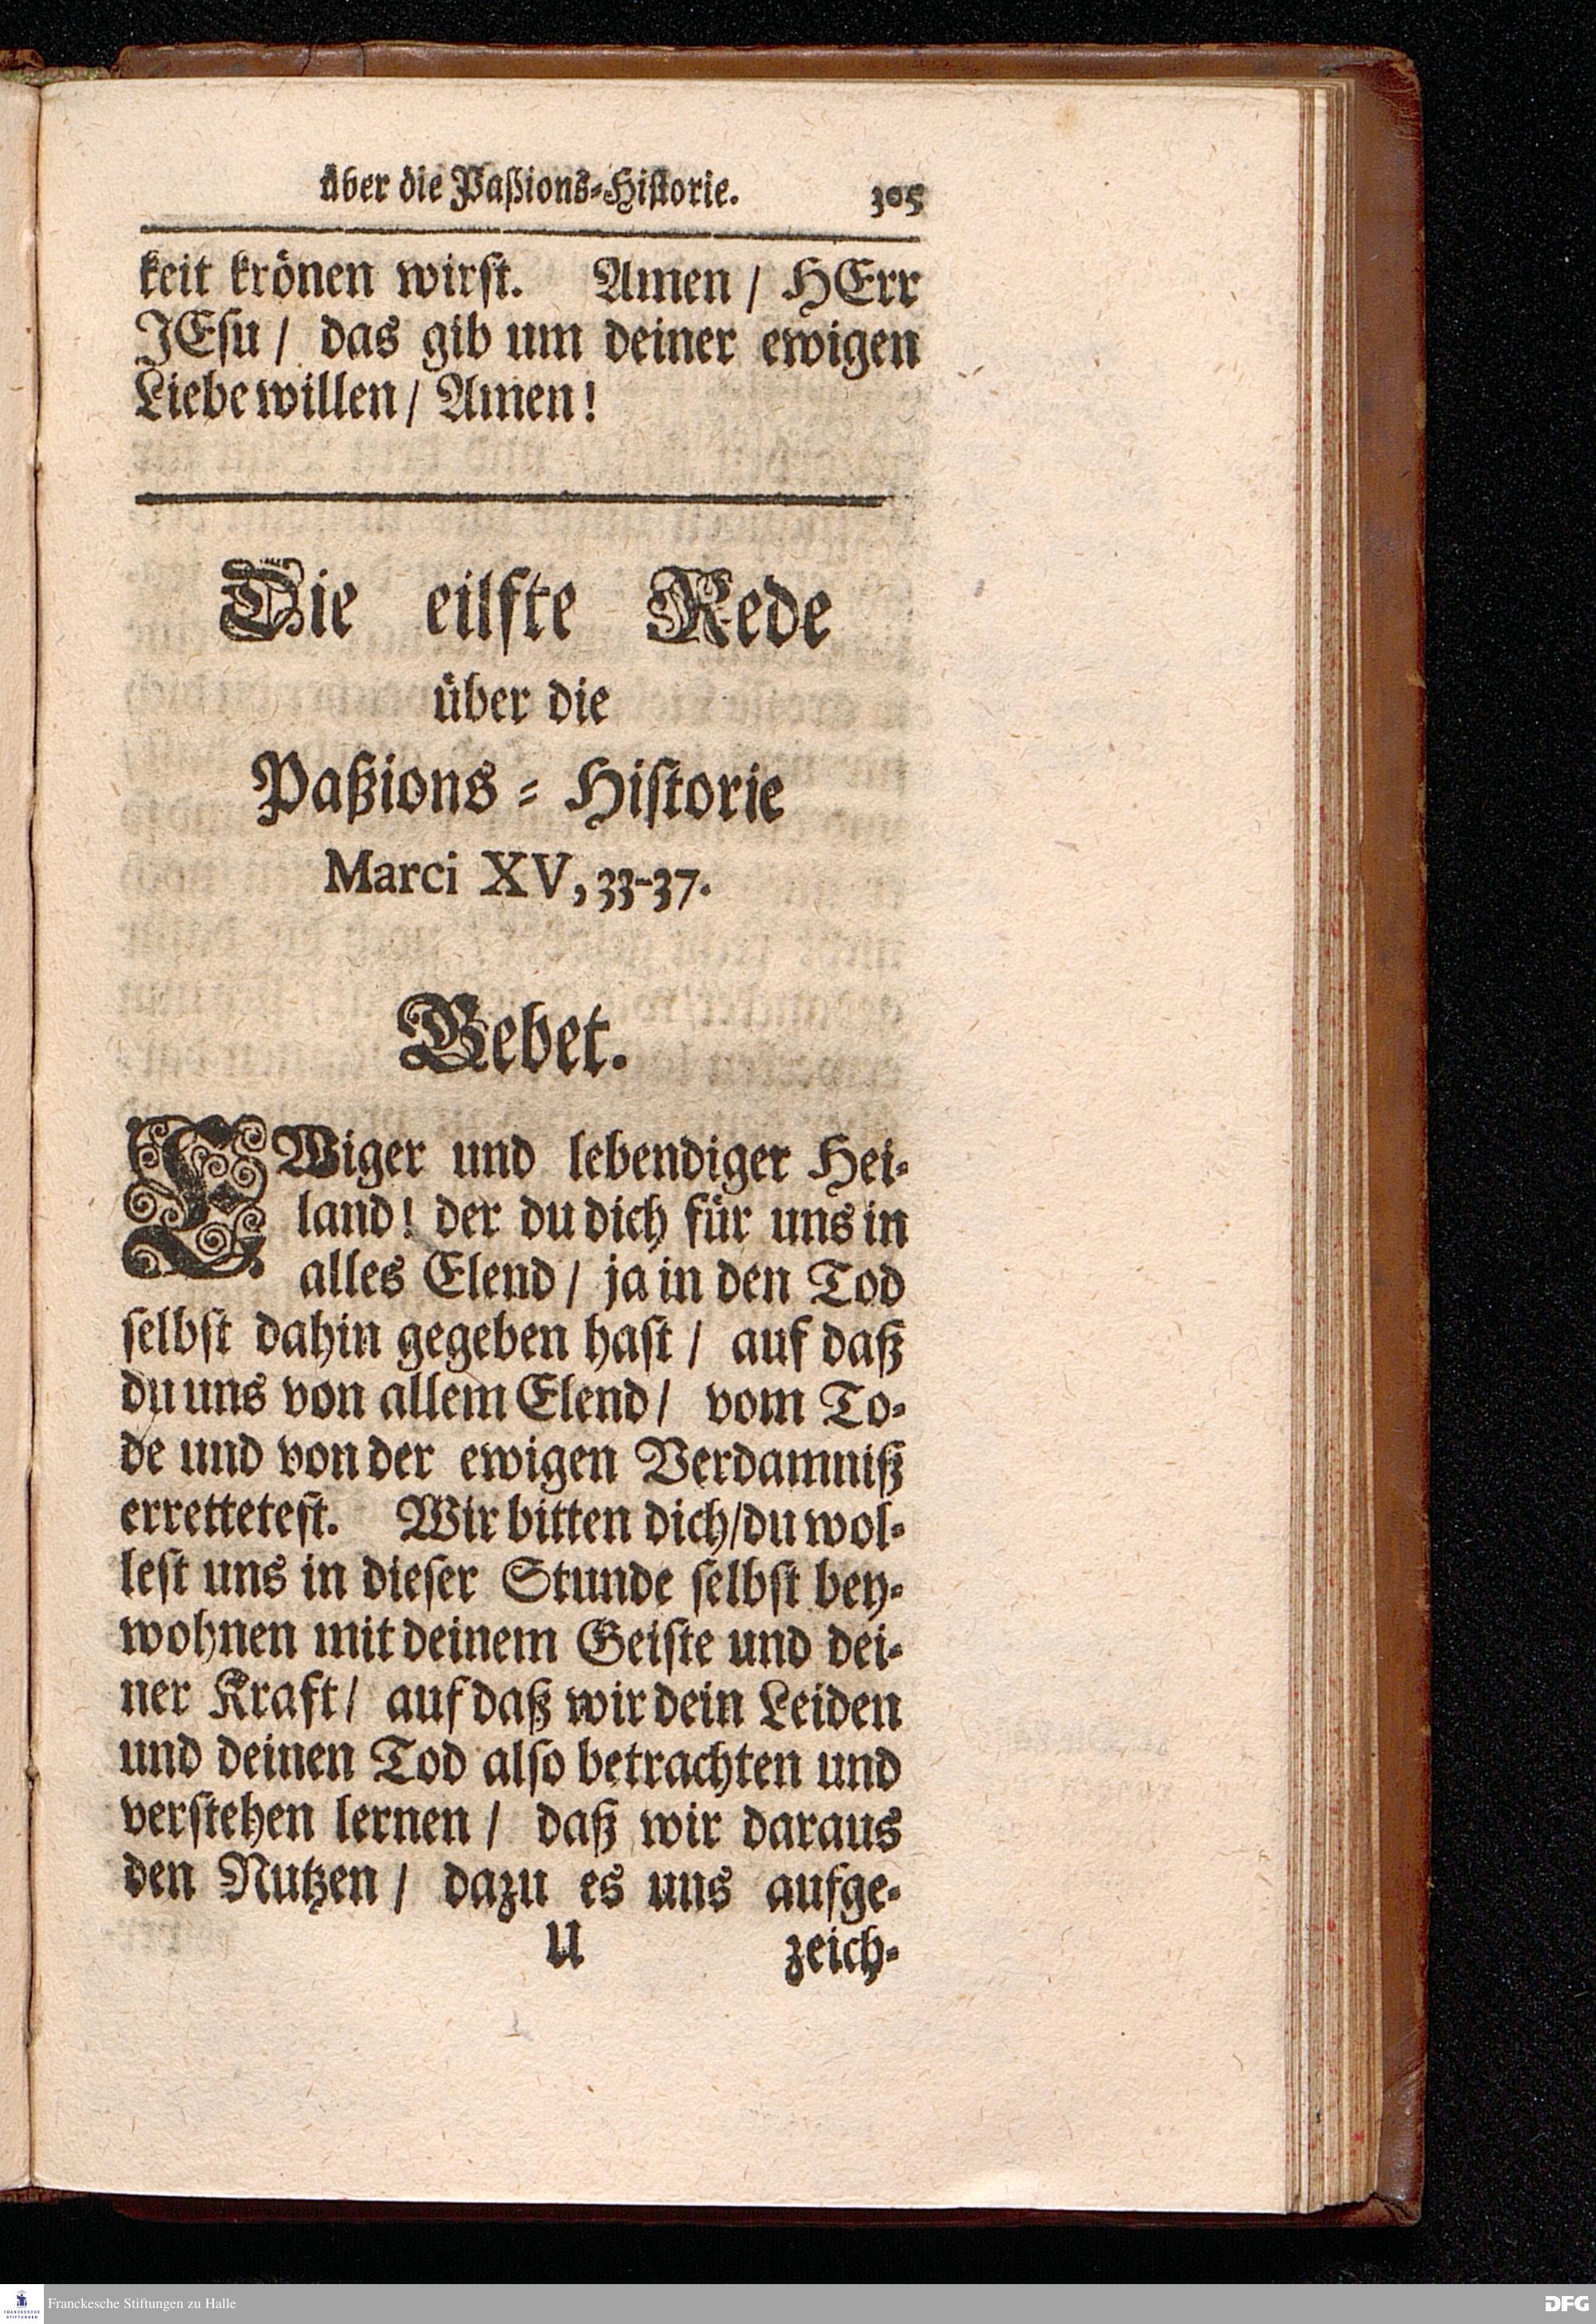 über die Paßions-Historie. 305
keit krönen wirst. Amen / HErr
JEsu / das gib um deiner ewigen
Liebe willen / Amen!
Die eilfte Rede
über die
Paßions-Historie
Marci XV, 33-37.
Gebet.
EWiger und lebendiger Hei-
land! der du dich für uns in
alles Elend / ja in den Tod
selbst dahin gegeben hast / auf daß
du uns von allem Elend / vom To-
de und von der ewigen Verdamniß
errettetest. Wir bitten dich / du wol-
lest uns in dieser Stunde selbst bey-
wohnen mit deinem Geiste und dei-
ner Kraft / auf daß wir dein Leiden
und deinen Tod also betrachten und
verstehen lernen / daß wir daraus
den Nutzen / dazu es uns aufge-
U zeich-
FRANCKESCHE STIFTUNGEN
Franckesche Stiftungen zu Halle
DFG